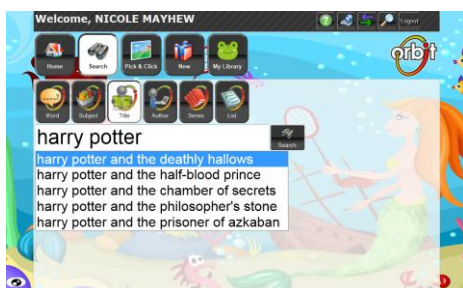 Welcome, NICOLE MAYHEW
Logout
Home
Search
Pick & Click
New
My Library
orbit
Word
Subject
Title
Author
Series
List
harry potter
Search
harry potter and the deathly hallows
harry potter and the half-blood prince
harry potter and the chamber of secrets
harry potter and the philosopher's stone
harry potter and the prisoner of azkaban